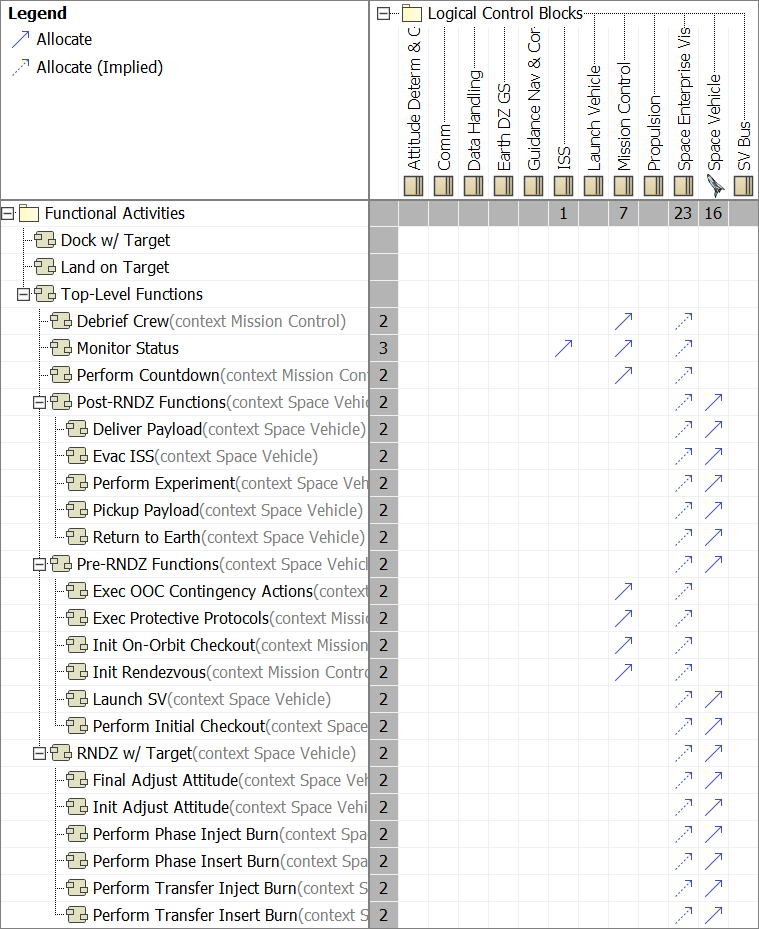 Legend
Allocate
Allocate (Implied)
Logical Control Blocks
Attitude Determ & C
Comm
Data Handling
Earth DZ GS
Guidance Nav & Con
ISS
Launch Vehicle
Mission Control
Propulsion
Space Enterprise Vis
Space Vehicle
SV Bus
Functional Activities 1 7 23 16
Dock w/ Target
Land on Target
Top-Level Functions
Debrief Crew(context Mission Control) 2
Monitor Status 3
Perform Countdown(context Mission Con 2
Post-RNDZ Functions(context Space Vehic 2
Deliver Payload(context Space Vehicle) 2
Evac ISS(context Space Vehicle) 2
Perform Experiment(context Space Veh 2
Pickup Payload(context Space Vehicle) 2
Return to Earth(context Space Vehicle) 2
Pre-RNDZ Functions(context Space Vehicl 2
Exec OOC Contingency Actions(context 2
Exec Protective Protocols(context Missio 2
Init On-Orbit Checkout(context Mission 2
Init Rendezvous(context Mission Contro 2
Launch SV(context Space Vehicle) 2
Perform Initial Checkout(context Space 2
RNDZ w/ Target(context Space Vehicle) 2
Final Adjust Attitude(context Space Veh 2
Init Adjust Attitude(context Space Vehi 2
Perform Phase Inject Burn(context Spa 2
Perform Phase Insert Burn(context Spa 2
Perform Transfer Inject Burn(context S 2
Perform Transfer Insert Burn(context S 2